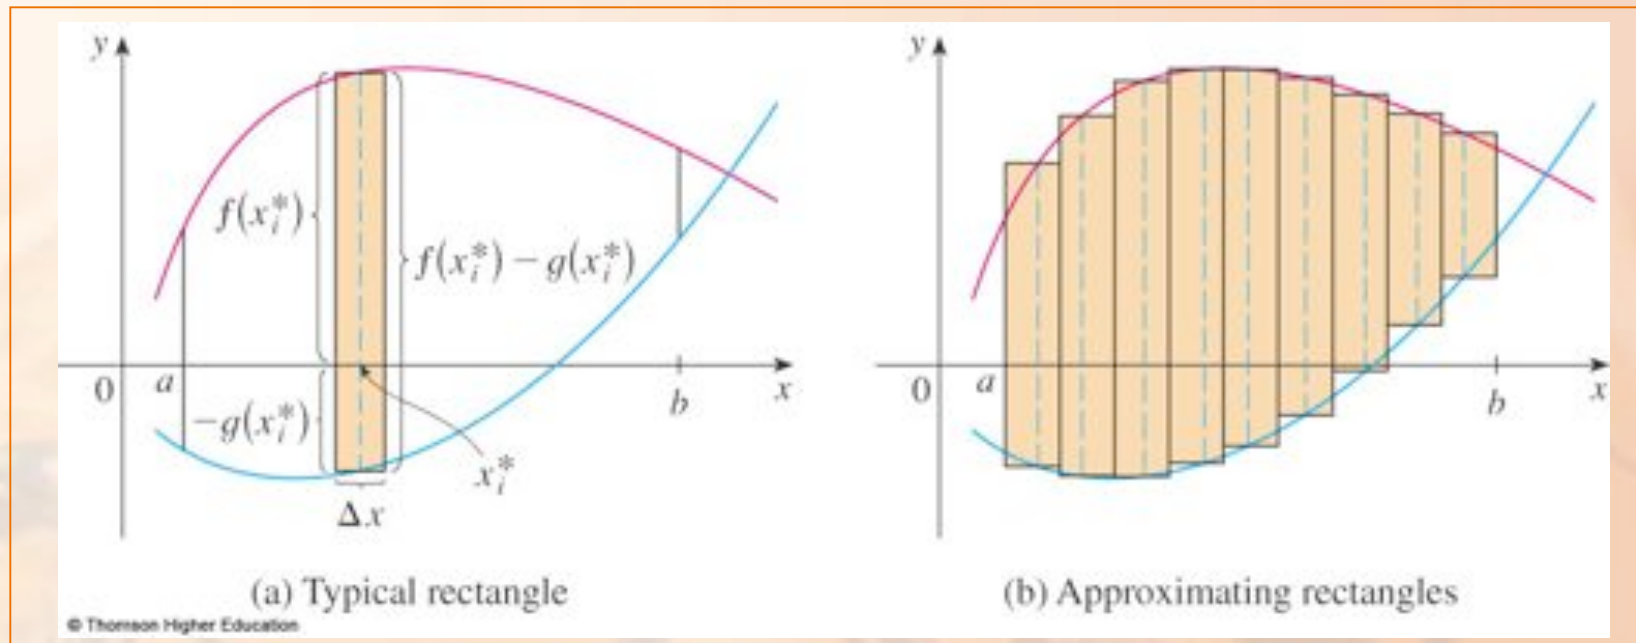 y
f(x_i^*)
f(x_i^*) − g(x_i^*)
0
a
b
x
−g(x_i^*)
x_i^*
Δx
(a) Typical rectangle
© Thomson Higher Education
y
0
a
b
x
(b) Approximating rectangles